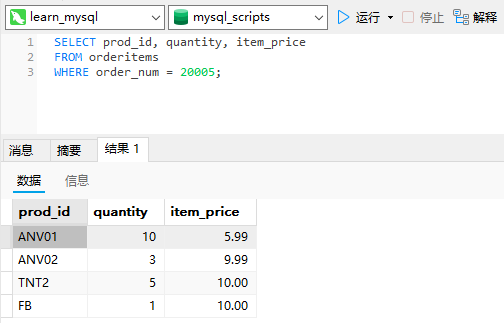 learn_mysql mysql_scripts 运行 停止 解释
1 SELECT prod_id, quantity, item_price
2 FROM orderitems
3 WHERE order_num = 20005;
消息 摘要 结果 1
数据 信息
prod_id quantity item_price
ANV01 10 5.99
ANV02 3 9.99
TNT2 5 10.00
FB 1 10.00